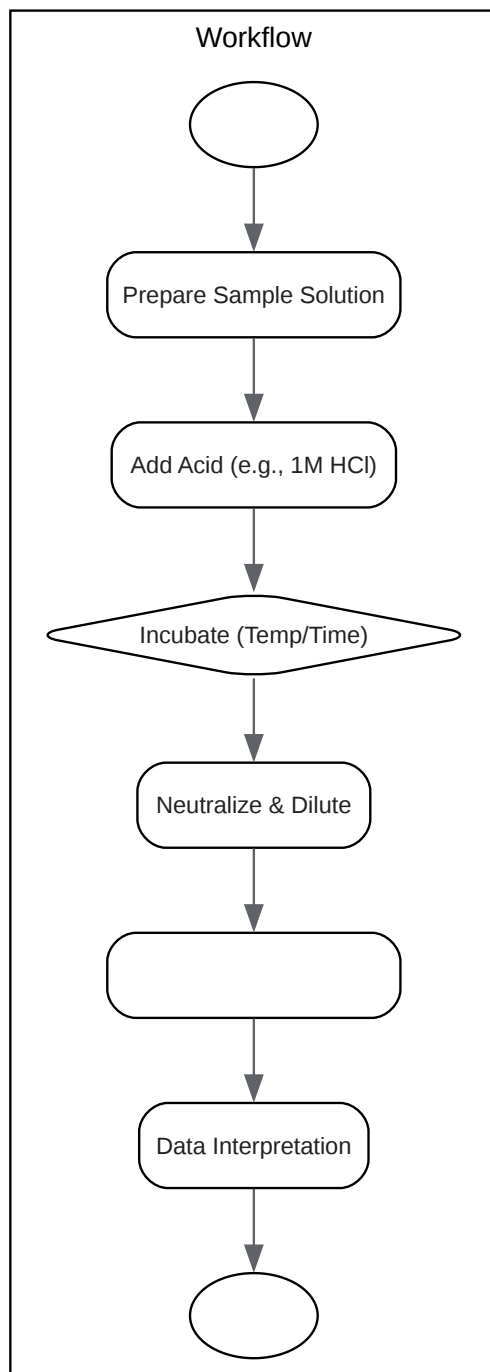 Workflow
Prepare Sample Solution
Add Acid (e.g., 1M HCl)
Incubate (Temp/Time)
Neutralize & Dilute
Data Interpretation